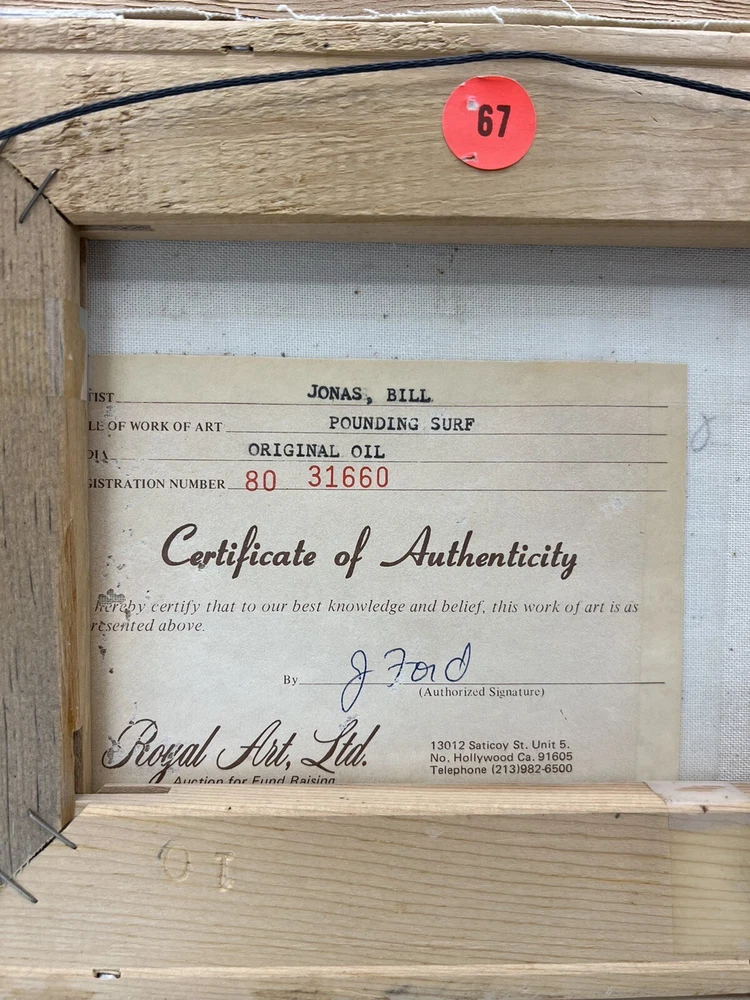 67
TIST JONAS, BILL
LE OF WORK OF ART POUNDING SURF
DIA ORIGINAL OIL
GISTRATION NUMBER 80 31660
Certificate of Authenticity
hereby certify that to our best knowledge and belief, this work of art is as
resented above.
By J Ford
(Authorized Signature)
Royal Art, Ltd.
Auction for Fund Raising
13012 Saticoy St. Unit 5.
No. Hollywood Ca. 91605
Telephone (213)982-6500